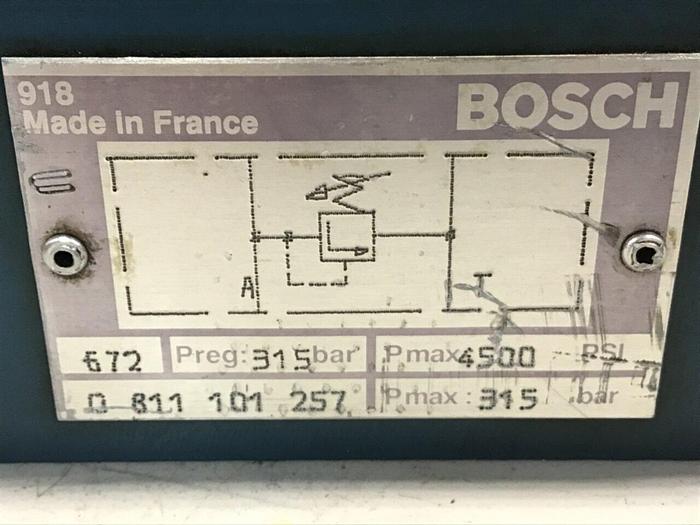 918
BOSCH
Made in France
A
T
672 Preg: 315 bar Pmax 4500 PSI
0 811 101 257 Pmax : 315 bar